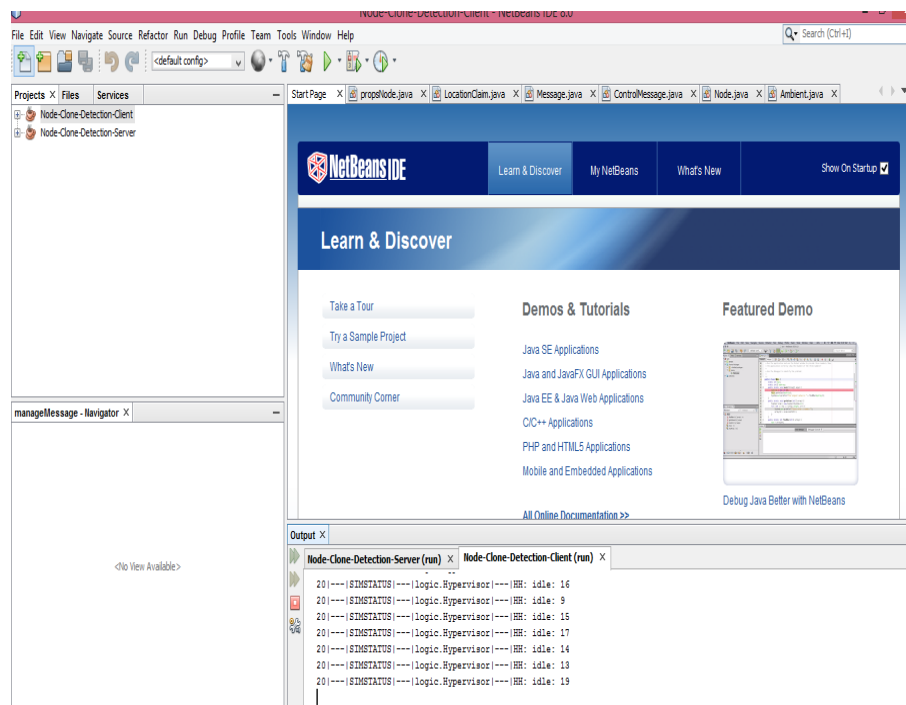 Node-Clone-Detection-Client - NetBeans IDE 8.0
File Edit View Navigate Source Refactor Run Debug Profile Team Tools Window Help
Search (Ctrl+I)
<default config>
Projects X Files Services
Start Page X propsNode.java X LocationClaim.java X Message.java X ControlMessage.java X Node.java X Ambient.java X
Node-Clone-Detection-Client
Node-Clone-Detection-Server
NetBeans IDE
Learn & Discover My NetBeans What's New Show On Startup
Learn & Discover
Take a Tour
Try a Sample Project
What's New
Community Corner
Demos & Tutorials
Java SE Applications
Java and JavaFX GUI Applications
Java EE & Java Web Applications
C/C++ Applications
PHP and HTML5 Applications
Mobile and Embedded Applications
All Online Documentation >>
Featured Demo
Debug Java Better with NetBeans
manageMessage - Navigator X
<No View Available>
Output X
Node-Clone-Detection-Server (run) X Node-Clone-Detection-Client (run) X
20|---|SIMSTATUS|---|logic.Hypervisor|---|HH: idle: 16
20|---|SIMSTATUS|---|logic.Hypervisor|---|HH: idle: 9
20|---|SIMSTATUS|---|logic.Hypervisor|---|HH: idle: 15
20|---|SIMSTATUS|---|logic.Hypervisor|---|HH: idle: 17
20|---|SIMSTATUS|---|logic.Hypervisor|---|HH: idle: 14
20|---|SIMSTATUS|---|logic.Hypervisor|---|HH: idle: 13
20|---|SIMSTATUS|---|logic.Hypervisor|---|HH: idle: 19